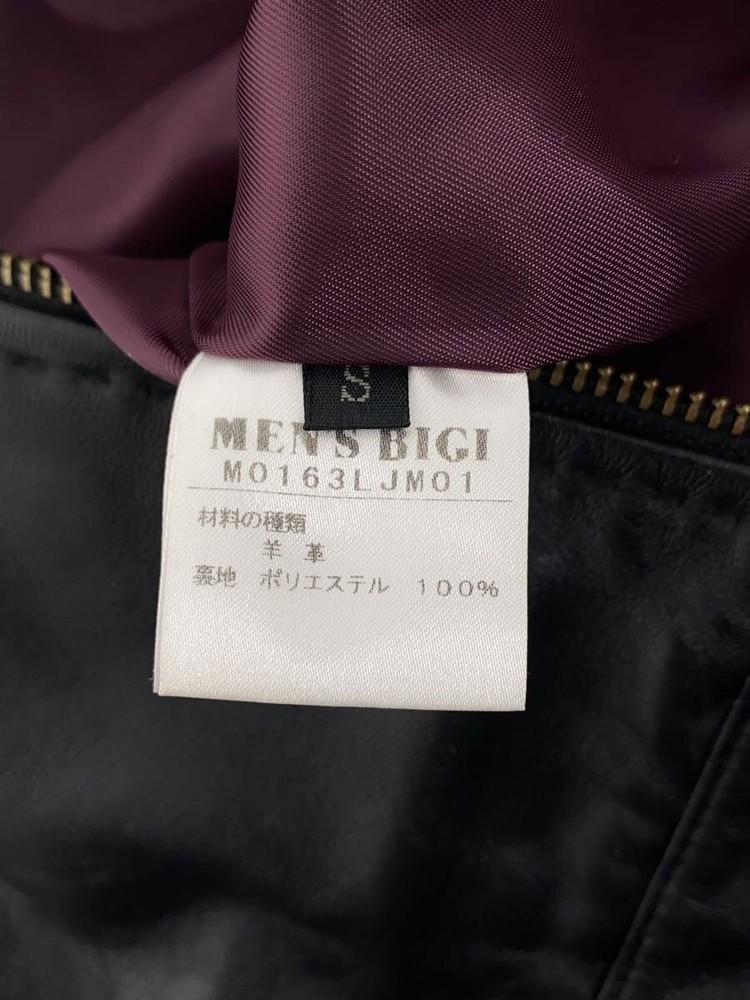 S
MEN'S BIGI
M0163LJM01
材料の種類
羊 革
裏地 ポリエステル 100%